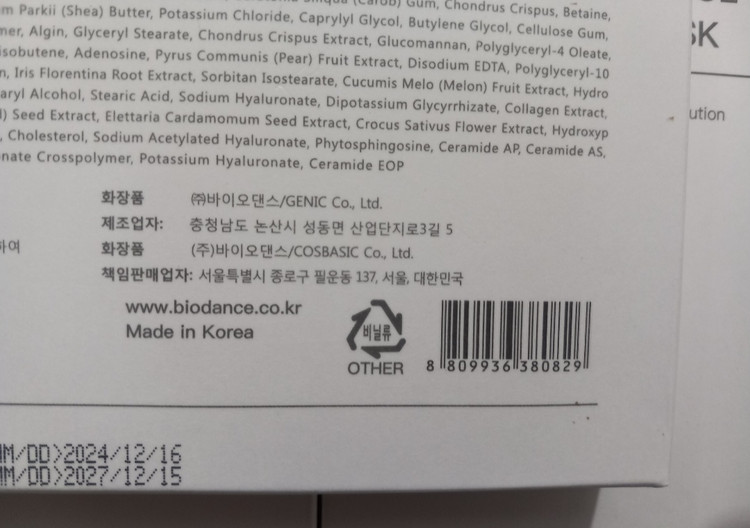 Gum, Chondrus Crispus, Betaine,
Parkii (Shea) Butter, Potassium Chloride, Caprylyl Glycol, Butylene Glycol, Cellulose Gum,
Algin, Glyceryl Stearate, Chondrus Crispus Extract, Glucomannan, Polyglyceryl-4 Oleate,
Adenosine, Pyrus Communis (Pear) Fruit Extract, Disodium EDTA, Polyglyceryl-10
Iris Florentina Root Extract, Sorbitan Isostearate, Cucumis Melo (Melon) Fruit Extract, Hydro
Alcohol, Stearic Acid, Sodium Hyaluronate, Dipotassium Glycyrrhizate, Collagen Extract,
Seed Extract, Elettaria Cardamomum Seed Extract, Crocus Sativus Flower Extract, Hydroxyp
, Cholesterol, Sodium Acetylated Hyaluronate, Phytosphingosine, Ceramide AP, Ceramide AS,
nate Crosspolymer, Potassium Hyaluronate, Ceramide EOP
화장품 ㈜바이오댄스/GENIC Co., Ltd.
제조업자: 충청남도 논산시 성동면 산업단지로3길 5
하여
화장품 (주)바이오댄스/COSBASIC Co., Ltd.
책임판매업자: 서울특별시 종로구 필운동 137, 서울, 대한민국
www.biodance.co.kr
Made in Korea
비닐류
OTHER
8 809936 380829
M/DD>2024/12/16
M/DD>2027/12/15
SK
ution